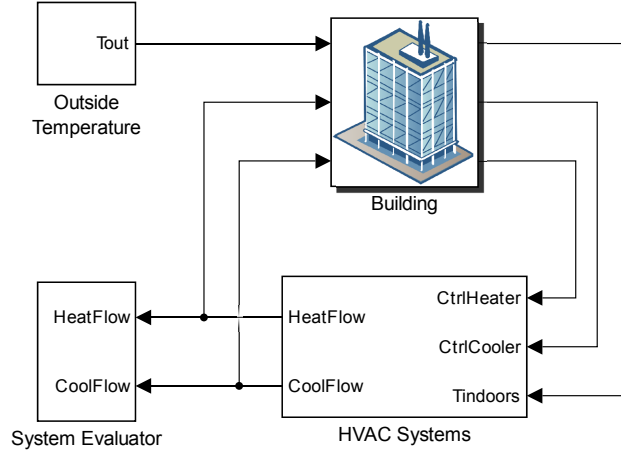 Tout
Outside
Temperature
Building
HeatFlow
CoolFlow
System Evaluator
HeatFlow
CoolFlow
CtrlHeater
CtrlCooler
Tindoors
HVAC Systems